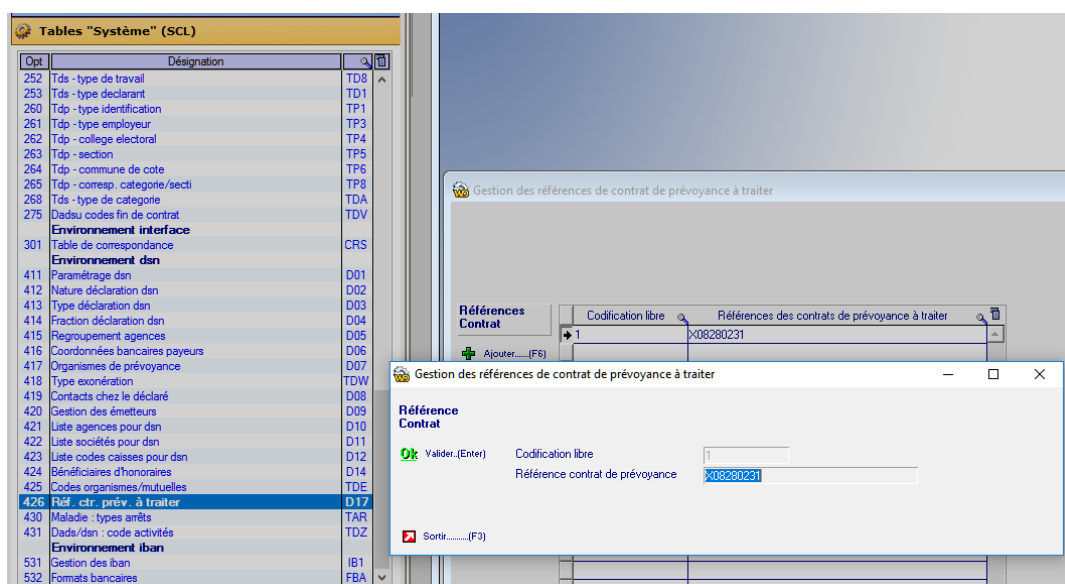 Tables "Système" (SCL)
Opt Désignation
252 Tds - type de travail TD8
253 Tds - type declarant TD1
260 Tdp - type identification TP1
261 Tdp - type employeur TP3
262 Tdp - college electoral TP4
263 Tdp - section TP5
264 Tdp - commune de cote TP6
265 Tdp - corresp. categorie/secti TP8
268 Tds - type de categorie TDA
275 Dadsu codes fin de contrat TDV
Environnement interface
301 Table de correspondance CRS
Environnement dsn
411 Paramétrage dsn D01
412 Nature déclaration dsn D02
413 Type déclaration dsn D03
414 Fraction déclaration dsn D04
415 Regroupement agences D05
416 Coordonnées bancaires payeurs D06
417 Organismes de prévoyance D07
418 Type exonération TDW
419 Contacts chez le déclaré D08
420 Gestion des émetteurs D09
421 Liste agences pour dsn D10
422 Liste sociétés pour dsn D11
423 Liste codes caisses pour dsn D12
424 Bénéficiaires d'honoraires D14
425 Codes organismes/mutuelles TDE
426 Réf. ctr. prév. à traiter D17
430 Maladie : types arrêts TAR
431 Dads/dsn : code activités TDZ
Environnement iban
531 Gestion des iban IB1
532 Formats bancaires FBA
Gestion des références de contrat de prévoyance à traiter
Références
Contrat
Codification libre Références des contrats de prévoyance à traiter
1 X08280231
Ajouter......(F6)
Gestion des références de contrat de prévoyance à traiter
Référence
Contrat
Ok Valider..(Enter)
Codification libre 1
Référence contrat de prévoyance X08280231
Sortir..........(F3)